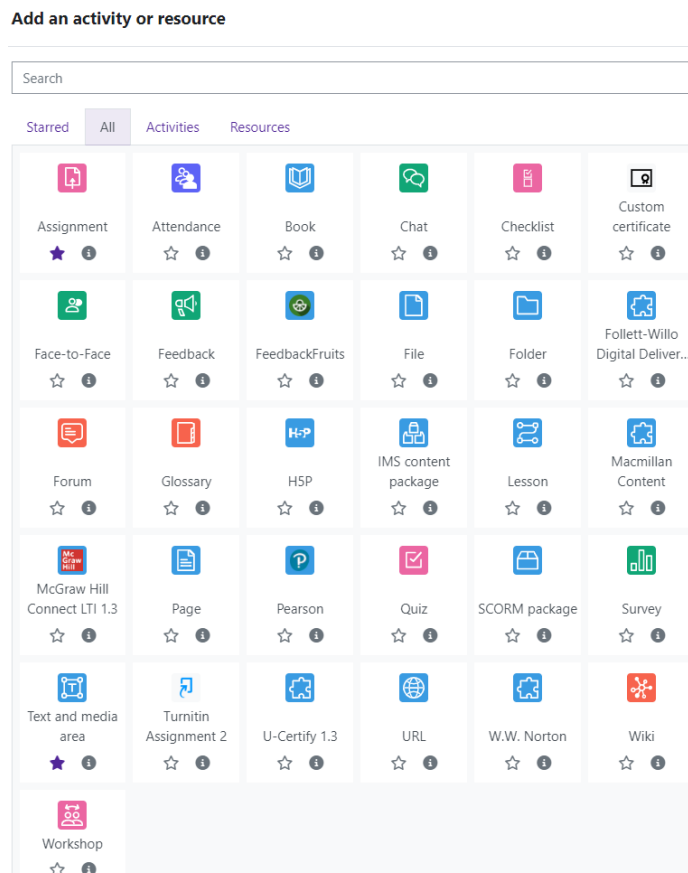 Add an activity or resource
Search
Starred All Activities Resources
Assignment Attendance Book Chat Checklist Custom certificate
Face-to-Face Feedback FeedbackFruits File Folder Follett-Willo Digital Deliver...
H-P
Forum Glossary H5P IMS content package Lesson Macmillan Content
Mc Graw Hill
P
McGraw Hill Connect LTI 1.3 Page Pearson Quiz SCORM package Survey
T
Text and media area Turnitin Assignment 2 U-Certify 1.3 URL W.W. Norton Wiki
Workshop